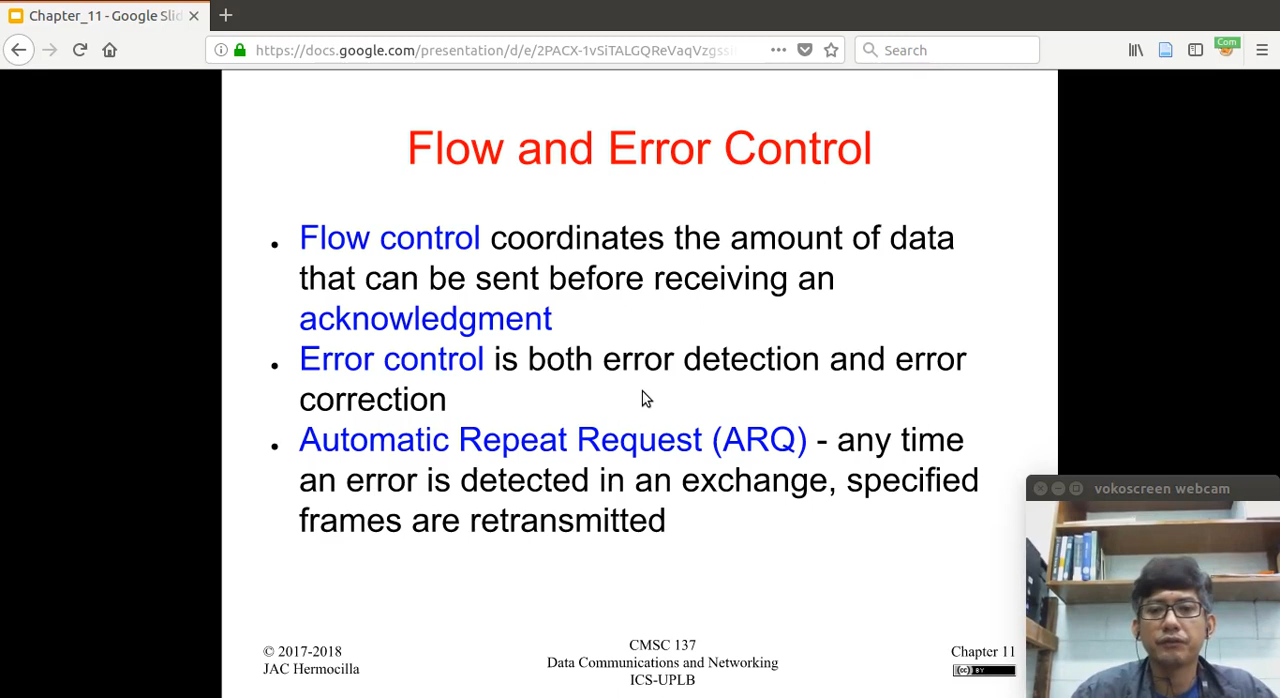 Chapter_11 - Google Slid
https://docs.google.com/presentation/d/e/2PACX-1vSiTALGQReVaqVzgss
Search
Com
Flow and Error Control
• Flow control coordinates the amount of data
that can be sent before receiving an
acknowledgment
• Error control is both error detection and error
correction
• Automatic Repeat Request (ARQ) - any time
an error is detected in an exchange, specified
frames are retransmitted
vokoscreen webcam
© 2017-2018
JAC Hermocilla
CMSC 137
Data Communications and Networking
ICS-UPLB
Chapter 11
cc BY